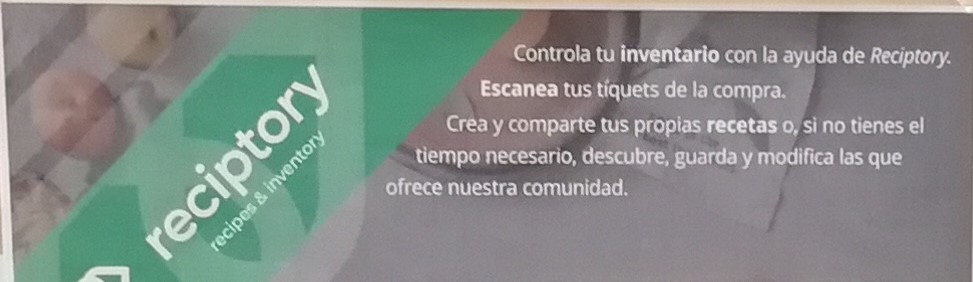 Controla tu inventario con la ayuda de Reciptory.
Escanea tus tíquets de la compra.
Crea y comparte tus propias recetas o, si no tienes el
tiempo necesario, descubre, guarda y modifica las que
ofrece nuestra comunidad.
reciptory
recipes & inventory